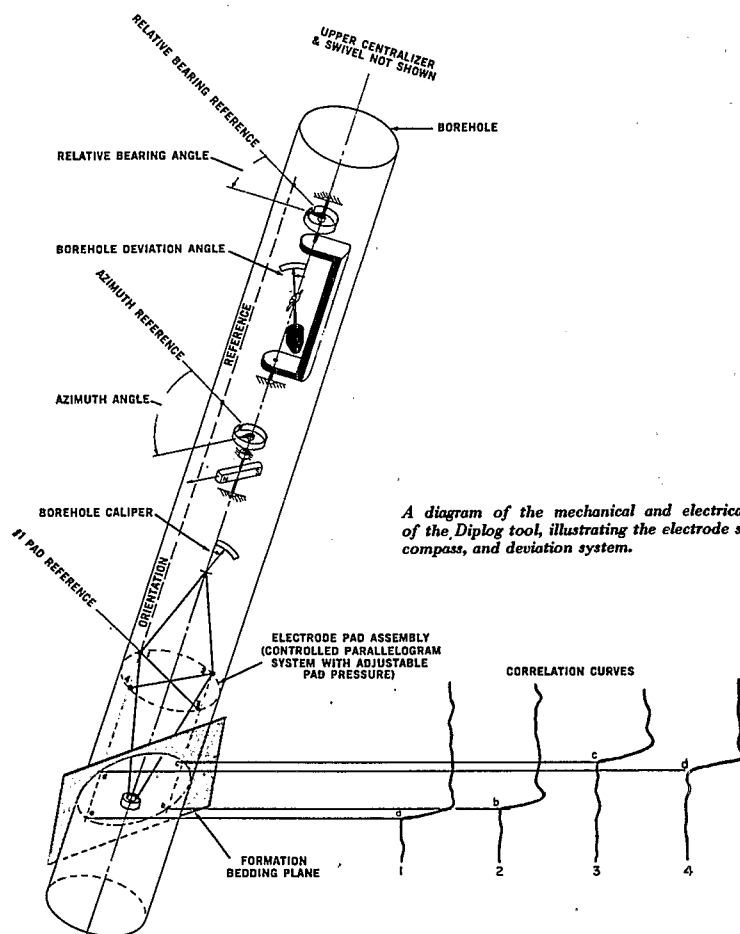 UPPER CENTRALIZER
& SWIVEL NOT SHOWN
RELATIVE BEARING REFERENCE
BOREHOLE
RELATIVE BEARING ANGLE
BOREHOLE DEVIATION ANGLE
AZIMUTH REFERENCE
REFERENCE
AZIMUTH ANGLE
A diagram of the mechanical and electrica
of the Diplog tool, illustrating the electrode s
compass, and deviation system.
BOREHOLE CALIPER
#1 PAD REFERENCE
ORIENTATION
ELECTRODE PAD ASSEMBLY
(CONTROLLED PARALLELOGRAM
SYSTEM WITH ADJUSTABLE
PAD PRESSURE)
CORRELATION CURVES
c
d
a
b
FORMATION
BEDDING PLANE
1 2 3 4